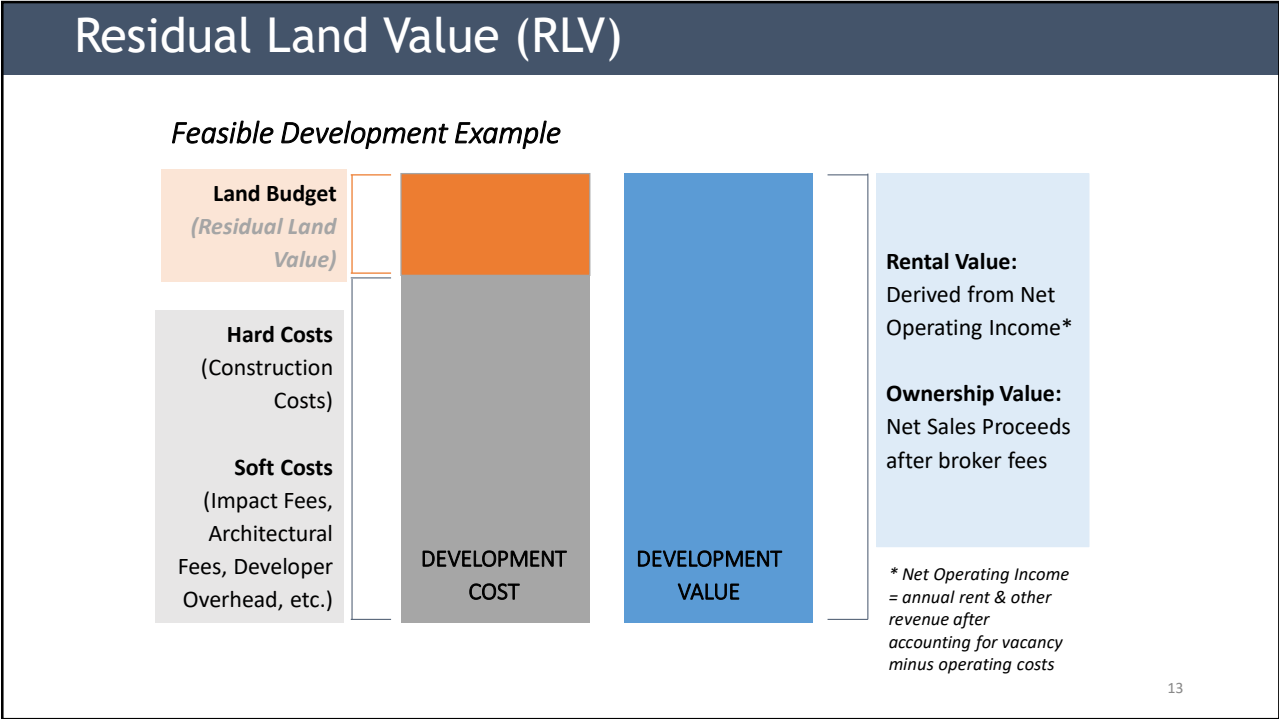 Residual Land Value (RLV)
Feasible Development Example
Land Budget
(Residual Land
Value)
Hard Costs
(Construction
Costs)
Soft Costs
(Impact Fees,
Architectural
Fees, Developer
Overhead, etc.)
DEVELOPMENT
COST
DEVELOPMENT
VALUE
Rental Value:
Derived from Net
Operating Income*
Ownership Value:
Net Sales Proceeds
after broker fees
* Net Operating Income
= annual rent & other
revenue after
accounting for vacancy
minus operating costs
13